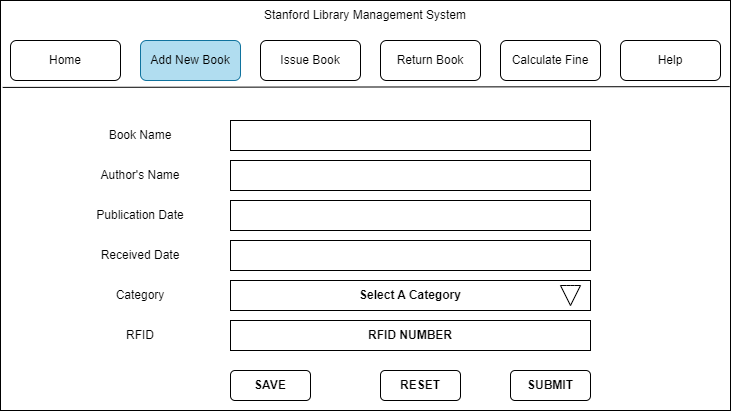 Stanford Library Management System
Home
Add New Book
Issue Book
Return Book
Calculate Fine
Help
Book Name
Author's Name
Publication Date
Received Date
Category
Select A Category
RFID
RFID NUMBER
SAVE
RESET
SUBMIT